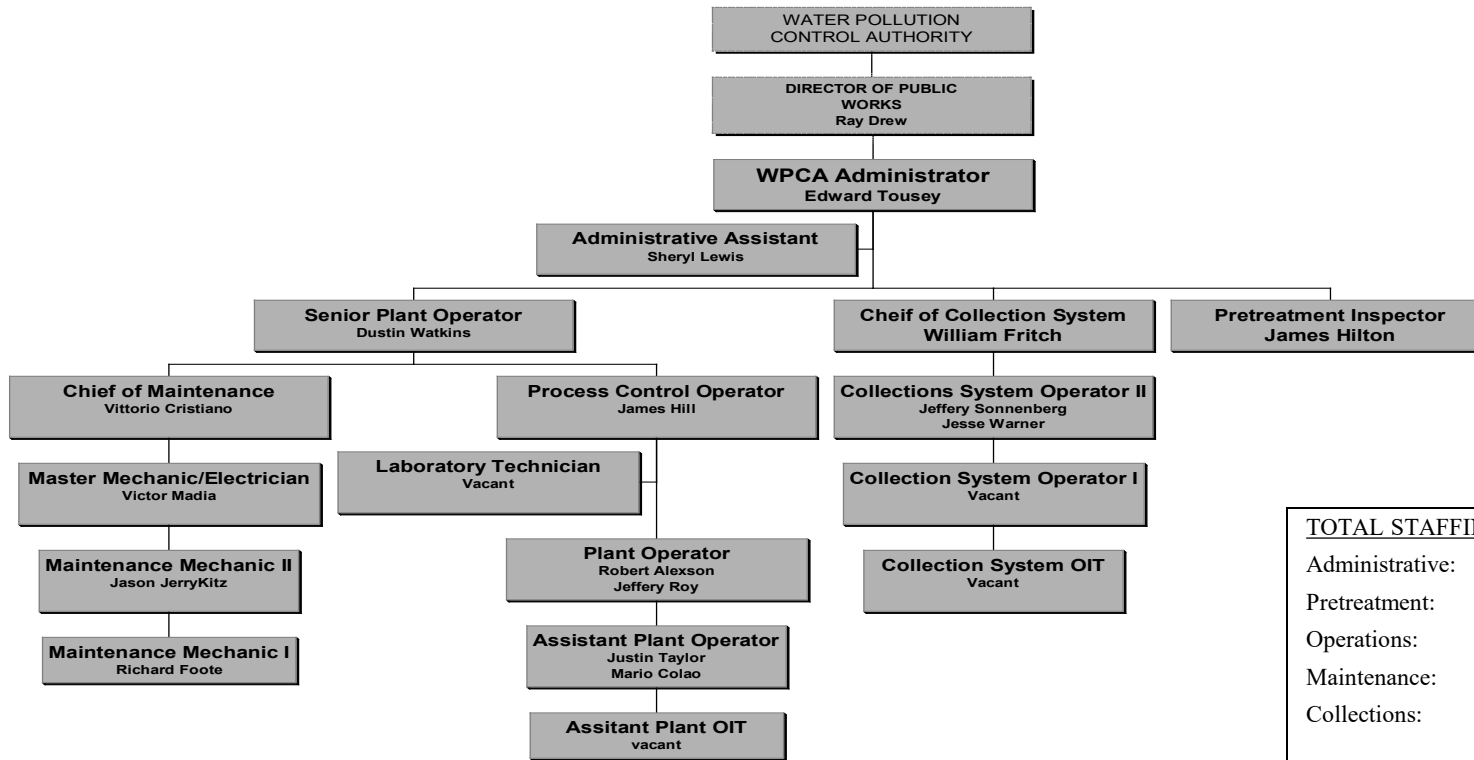 WATER POLLUTION
CONTROL AUTHORITY
DIRECTOR OF PUBLIC
WORKS
Ray Drew
WPCA Administrator
Edward Tousey
Administrative Assistant
Sheryl Lewis
Senior Plant Operator
Dustin Watkins
Cheif of Collection System
William Fritch
Pretreatment Inspector
James Hilton
Chief of Maintenance
Vittorio Cristiano
Process Control Operator
James Hill
Collections System Operator II
Jeffery Sonnenberg
Jesse Warner
Master Mechanic/Electrician
Victor Madia
Laboratory Technician
Vacant
Collection System Operator I
Vacant
Maintenance Mechanic II
Jason JerryKitz
Plant Operator
Robert Alexson
Jeffery Roy
Collection System OIT
Vacant
Maintenance Mechanic I
Richard Foote
Assistant Plant Operator
Justin Taylor
Mario Colao
Assitant Plant OIT
vacant
TOTAL
Administrative:
Pretreatment:
Operations:
Maintenance:
Collections: